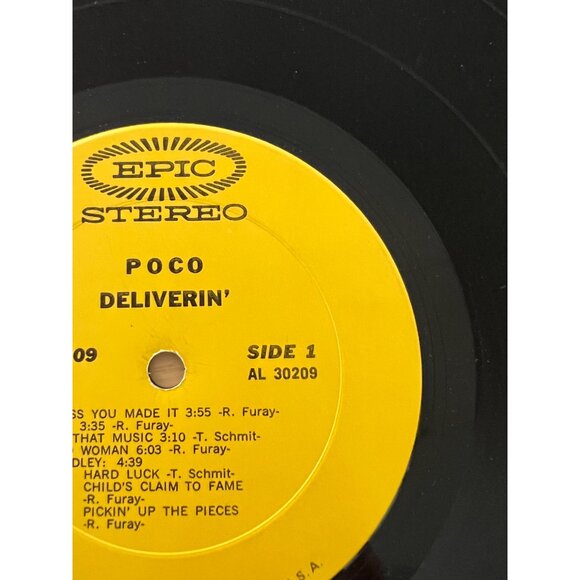 EPIC
STEREO
POCO
DELIVERIN'
09 SIDE 1
AL 30209
SS YOU MADE IT 3:55 -R. Furay-
3:35 -R. Furay-
THAT MUSIC 3:10 -T. Schmit-
WOMAN 6:03 -R. Furay-
DLEY: 4:39
HARD LUCK -T. Schmit-
CHILD'S CLAIM TO FAME
-R. Furay-
PICKIN' UP THE PIECES
-R. Furay-
S.A.